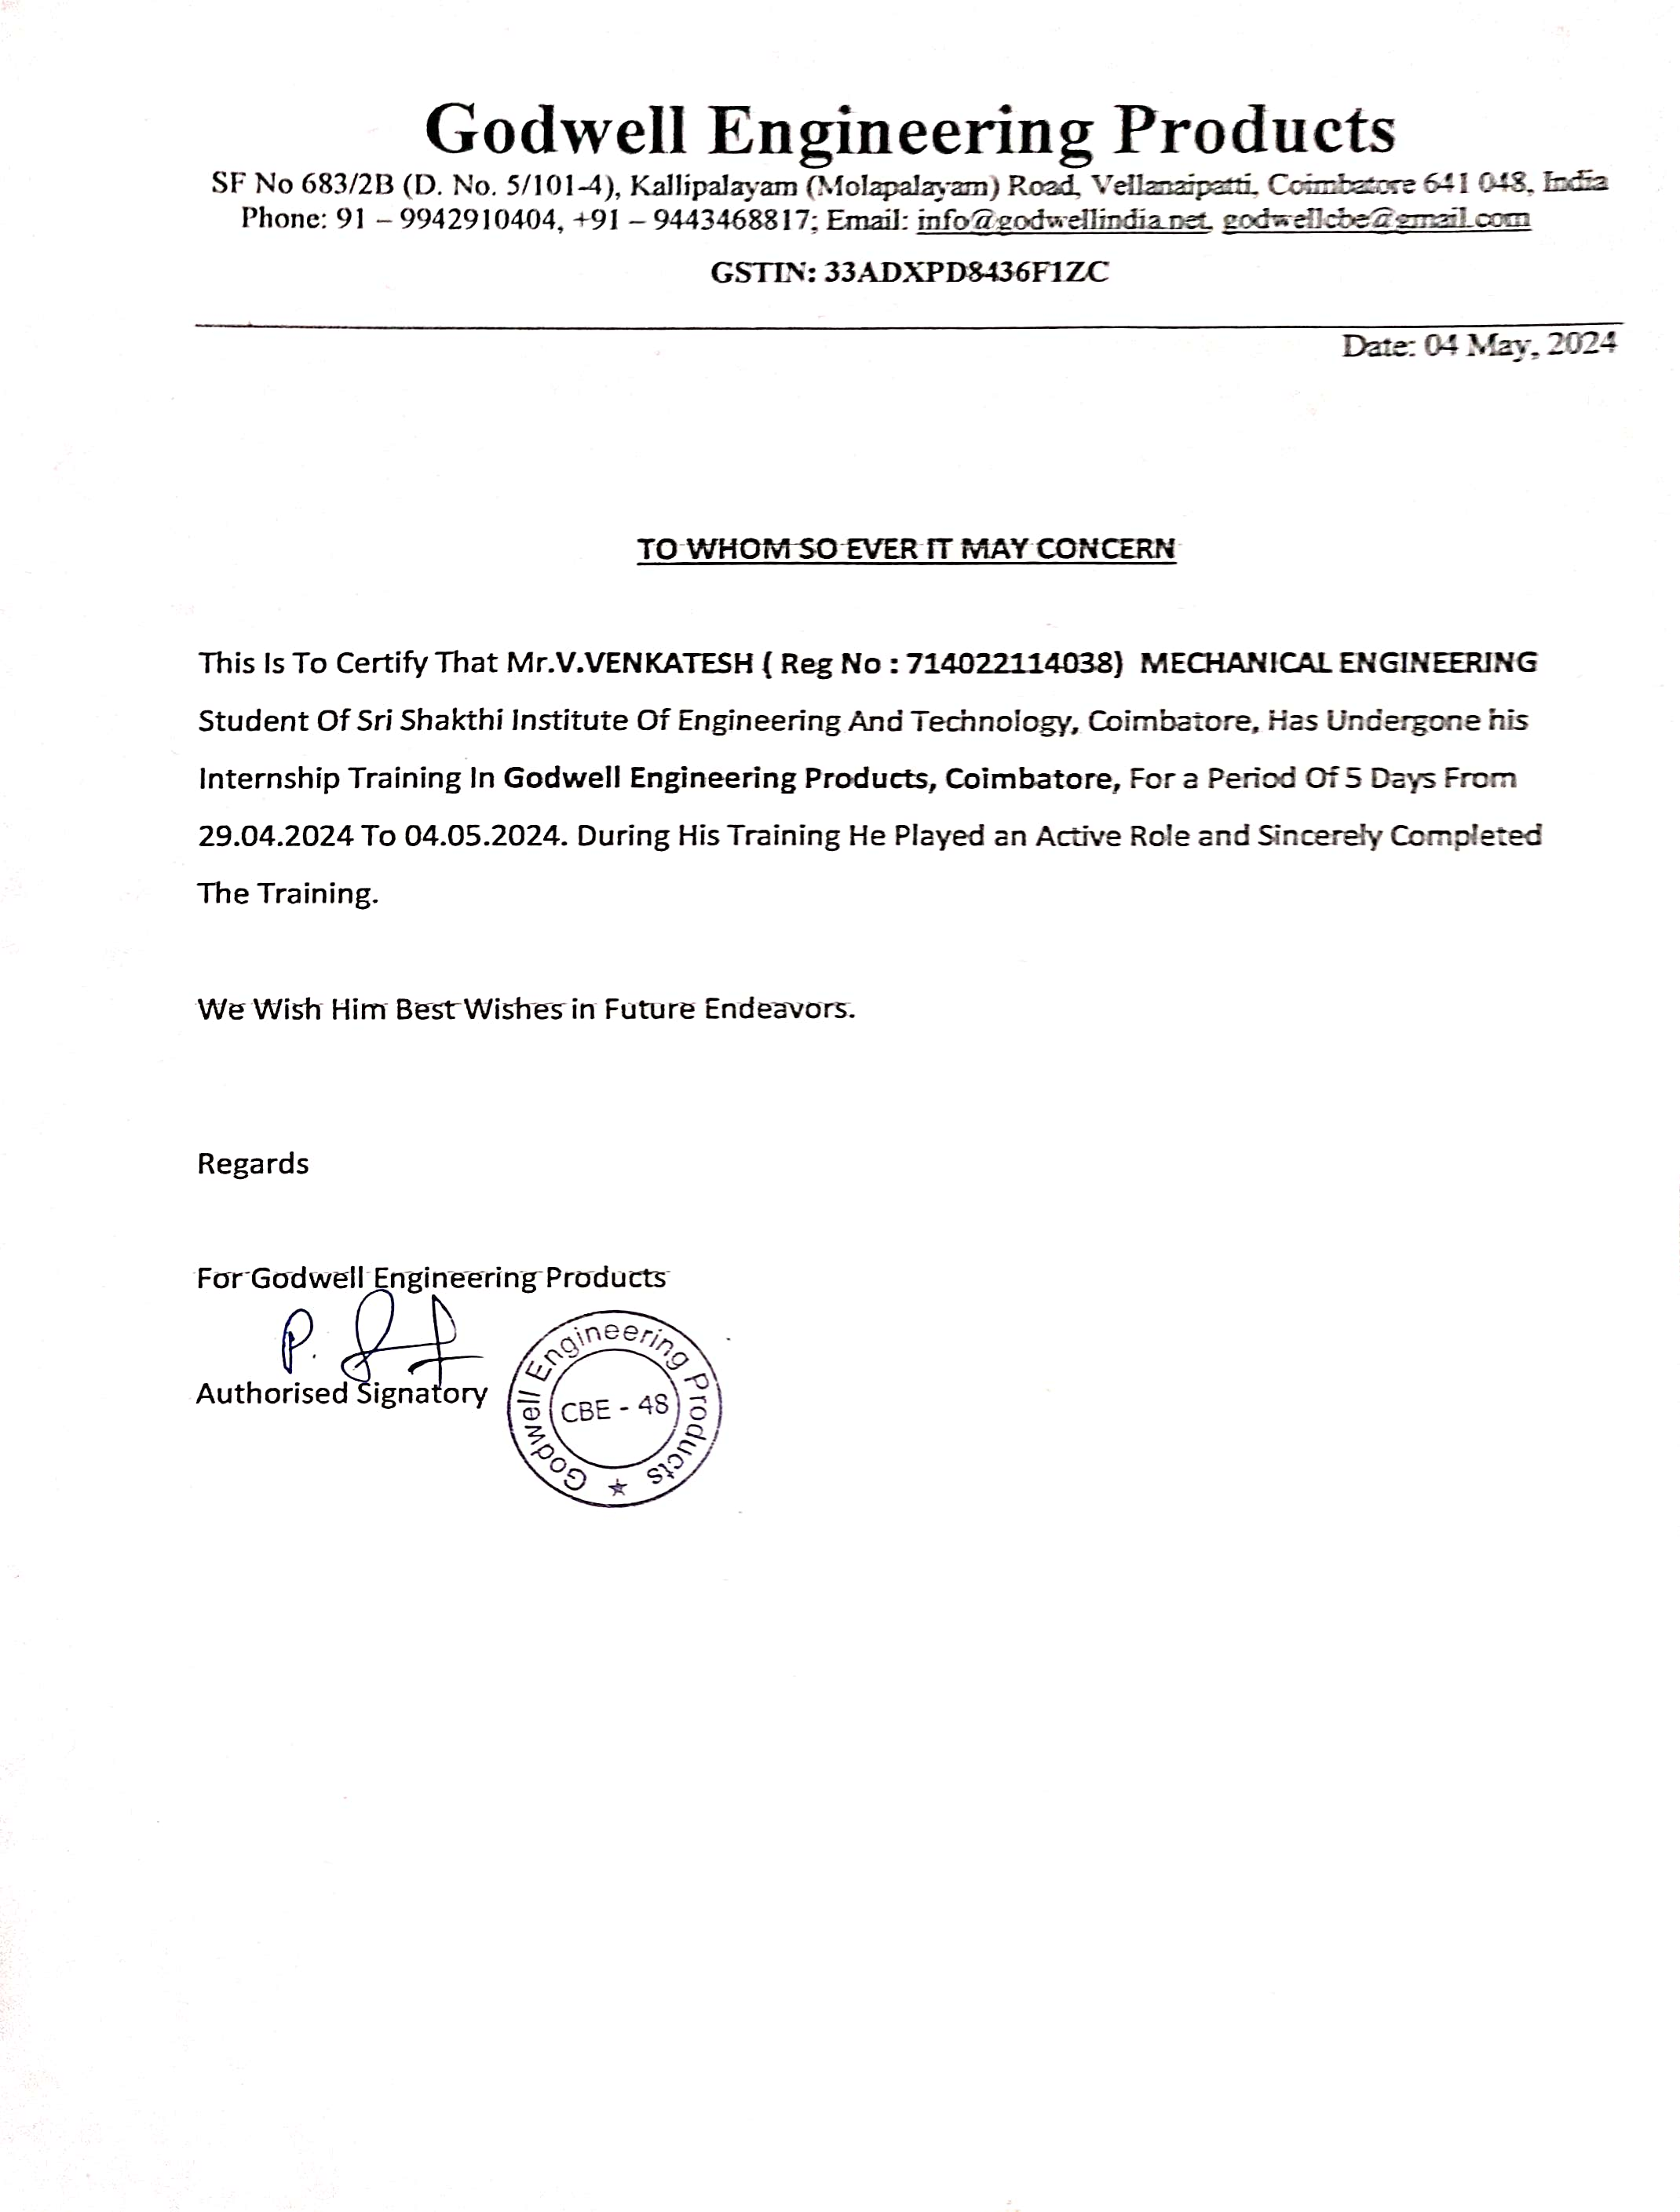 Godwell Engineering Products
SF No 683/2B (D. No. 5/101-4), Kallipalayam (Molapalayam) Road, Vellanaipatti, Coimbatore 641 048, India
Phone: 91 – 9942910404, +91 – 9443468817; Email: info@godwellindia.net, godwellcbe@gmail.com
GSTIN: 33ADXPD8436F1ZC
Date: 04 May, 2024
TO WHOM SO EVER IT MAY CONCERN
This Is To Certify That Mr.V.VENKATESH ( Reg No : 714022114038) MECHANICAL ENGINEERING
Student Of Sri Shakthi Institute Of Engineering And Technology, Coimbatore, Has Undergone his
Internship Training In Godwell Engineering Products, Coimbatore, For a Period Of 5 Days From
29.04.2024 To 04.05.2024. During His Training He Played an Active Role and Sincerely Completed
The Training.
We Wish Him Best Wishes in Future Endeavors.
Regards
For Godwell Engineering Products
P.
Authorised Signatory
Godwell Engineering Products
CBE - 48